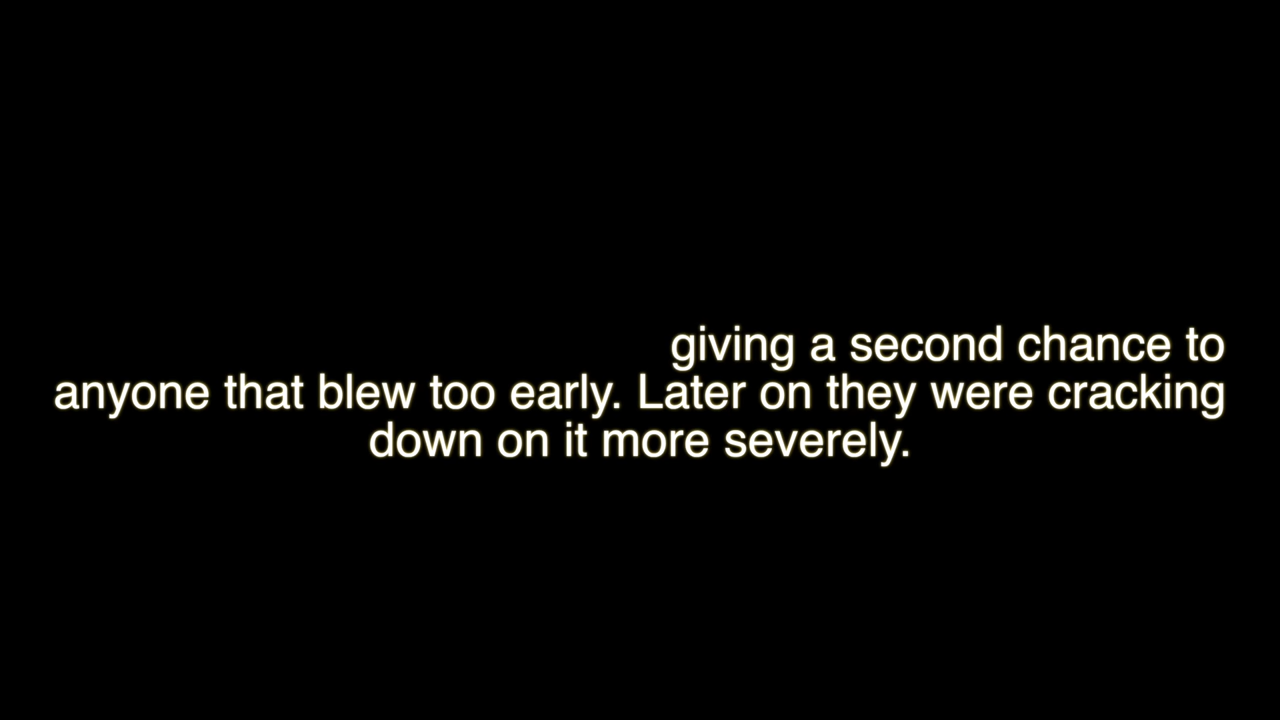 giving a second chance to
anyone that blew too early. Later on they were cracking
down on it more severely.